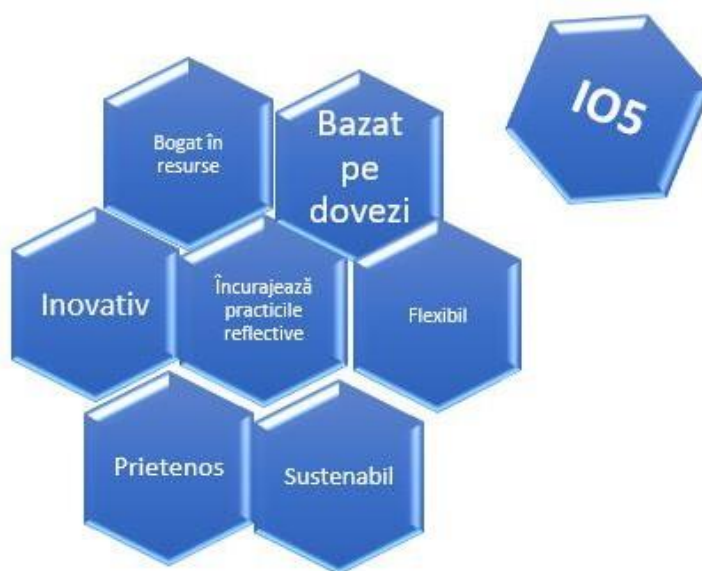 IO5
Bogat în
resurse
Bazat
pe
dovezi
Inovativ
Încurajează
practicile
reflective
Flexibil
Prietenos
Sustenabil